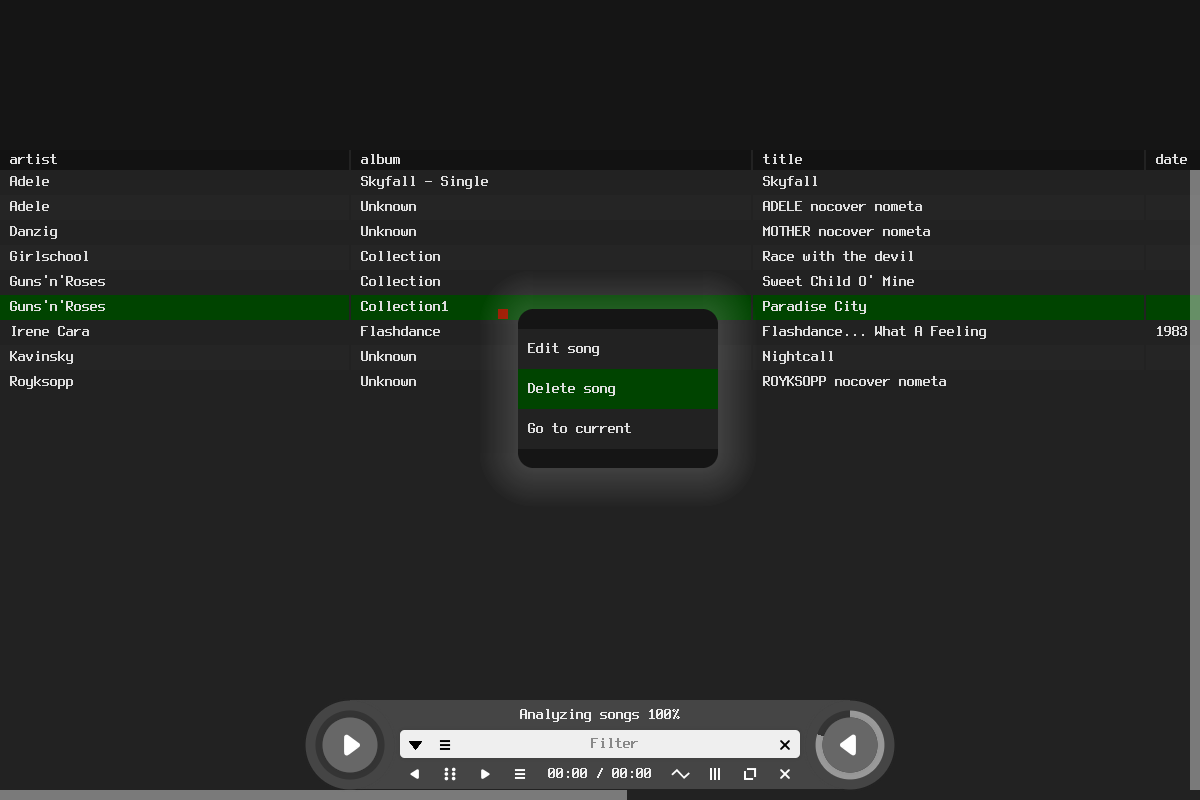 artist album title date
Adele Skyfall - Single Skyfall
Adele Unknown ADELE nocover nometa
Danzig Unknown MOTHER nocover nometa
Girlschool Collection Race with the devil
Guns'n'Roses Collection Sweet Child O' Mine
Guns'n'Roses Collection1 Paradise City
Irene Cara Flashdance Flashdance... What A Feeling 1983
Kavinsky Unknown Nightcall
Royksopp Unknown ROYKSOPP nocover nometa
Edit song
Delete song
Go to current
Analyzing songs 100%
Filter
00:00 / 00:00